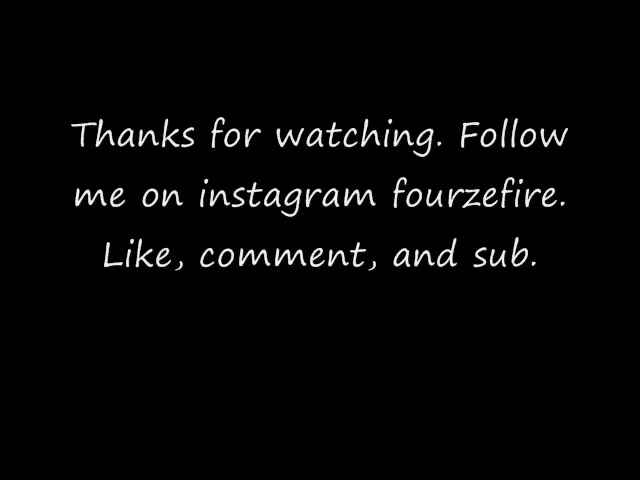 Thanks for watching. Follow
me on instagram fourzefire.
Like, comment, and sub.